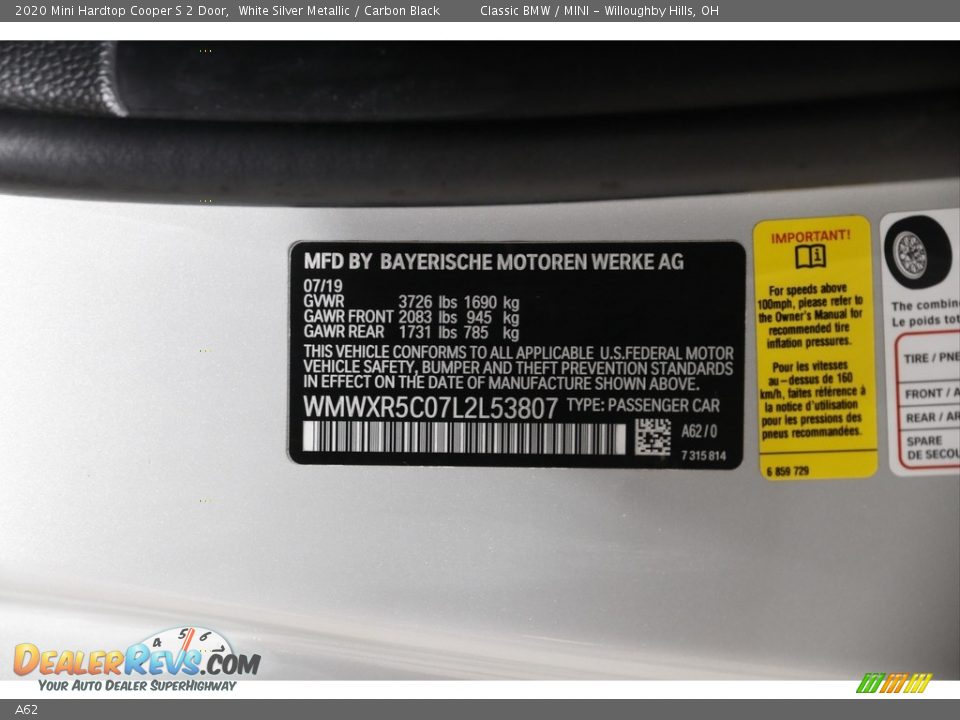 2020 Mini Hardtop Cooper S 2 Door, White Silver Metallic / Carbon Black Classic BMW / MINI - Willoughby Hills, OH
MFD BY BAYERISCHE MOTOREN WERKE AG
07/19
GVWR 3726 lbs 1690 kg
GAWR FRONT 2083 lbs 945 kg
GAWR REAR 1731 lbs 785 kg
THIS VEHICLE CONFORMS TO ALL APPLICABLE U.S.FEDERAL MOTOR
VEHICLE SAFETY, BUMPER AND THEFT PREVENTION STANDARDS
IN EFFECT ON THE DATE OF MANUFACTURE SHOWN ABOVE.
WMWXR5C07L2L53807 TYPE: PASSENGER CAR
A62/0
7 315 814
IMPORTANT!
For speeds above
100mph, please refer to
the Owner's Manual for
recommended tire
inflation pressures.
Pour les vitesses
au-dessus de 160
km/h, faites référence à
la notice d'utilisation
pour les pressions des
pneus recommandées.
6 859 729
The combin
Le poids tot
TIRE / PNE
FRONT / A
REAR / AR
SPARE
DE SECOU
4 5 6 7
DEALERREVS.COM
YOUR AUTO DEALER SUPERHIGHWAY
A62